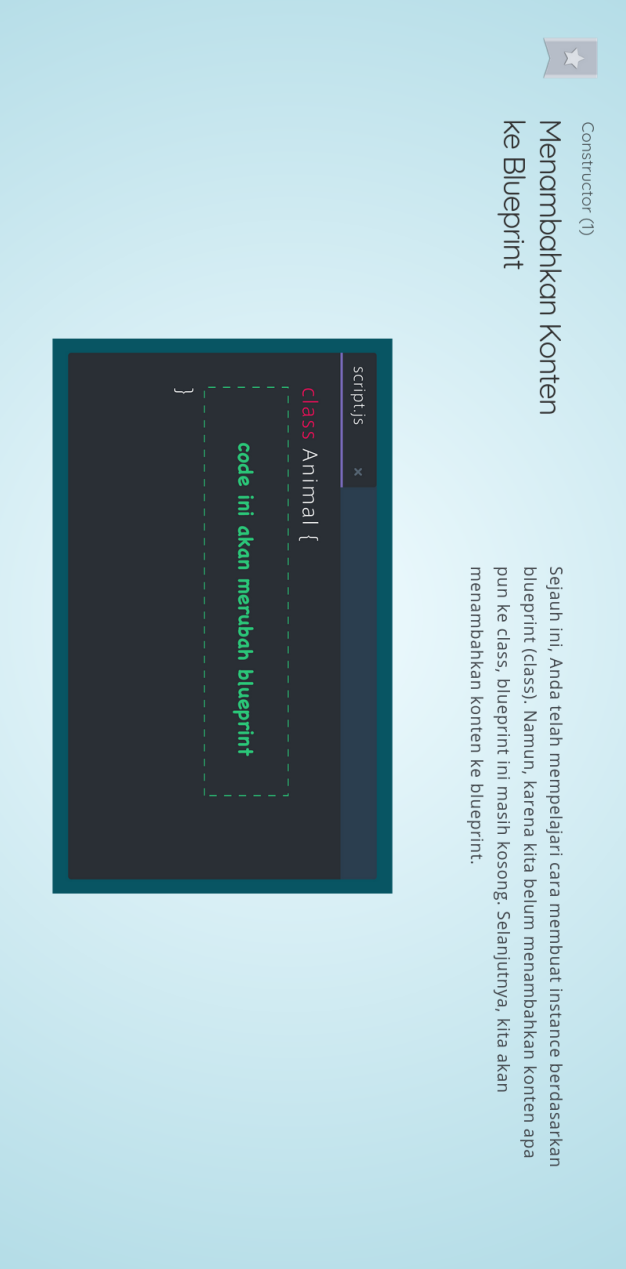 Constructor (1)
Menambahkan Konten
ke Blueprint
Sejauh ini, Anda telah mempelajari cara membuat instance berdasarkan
blueprint (class). Namun, karena kita belum menambahkan konten apa
pun ke class, blueprint ini masih kosong. Selanjutnya, kita akan
menambahkan konten ke blueprint.
script.js ×
class Animal {
code ini akan merubah blueprint
}